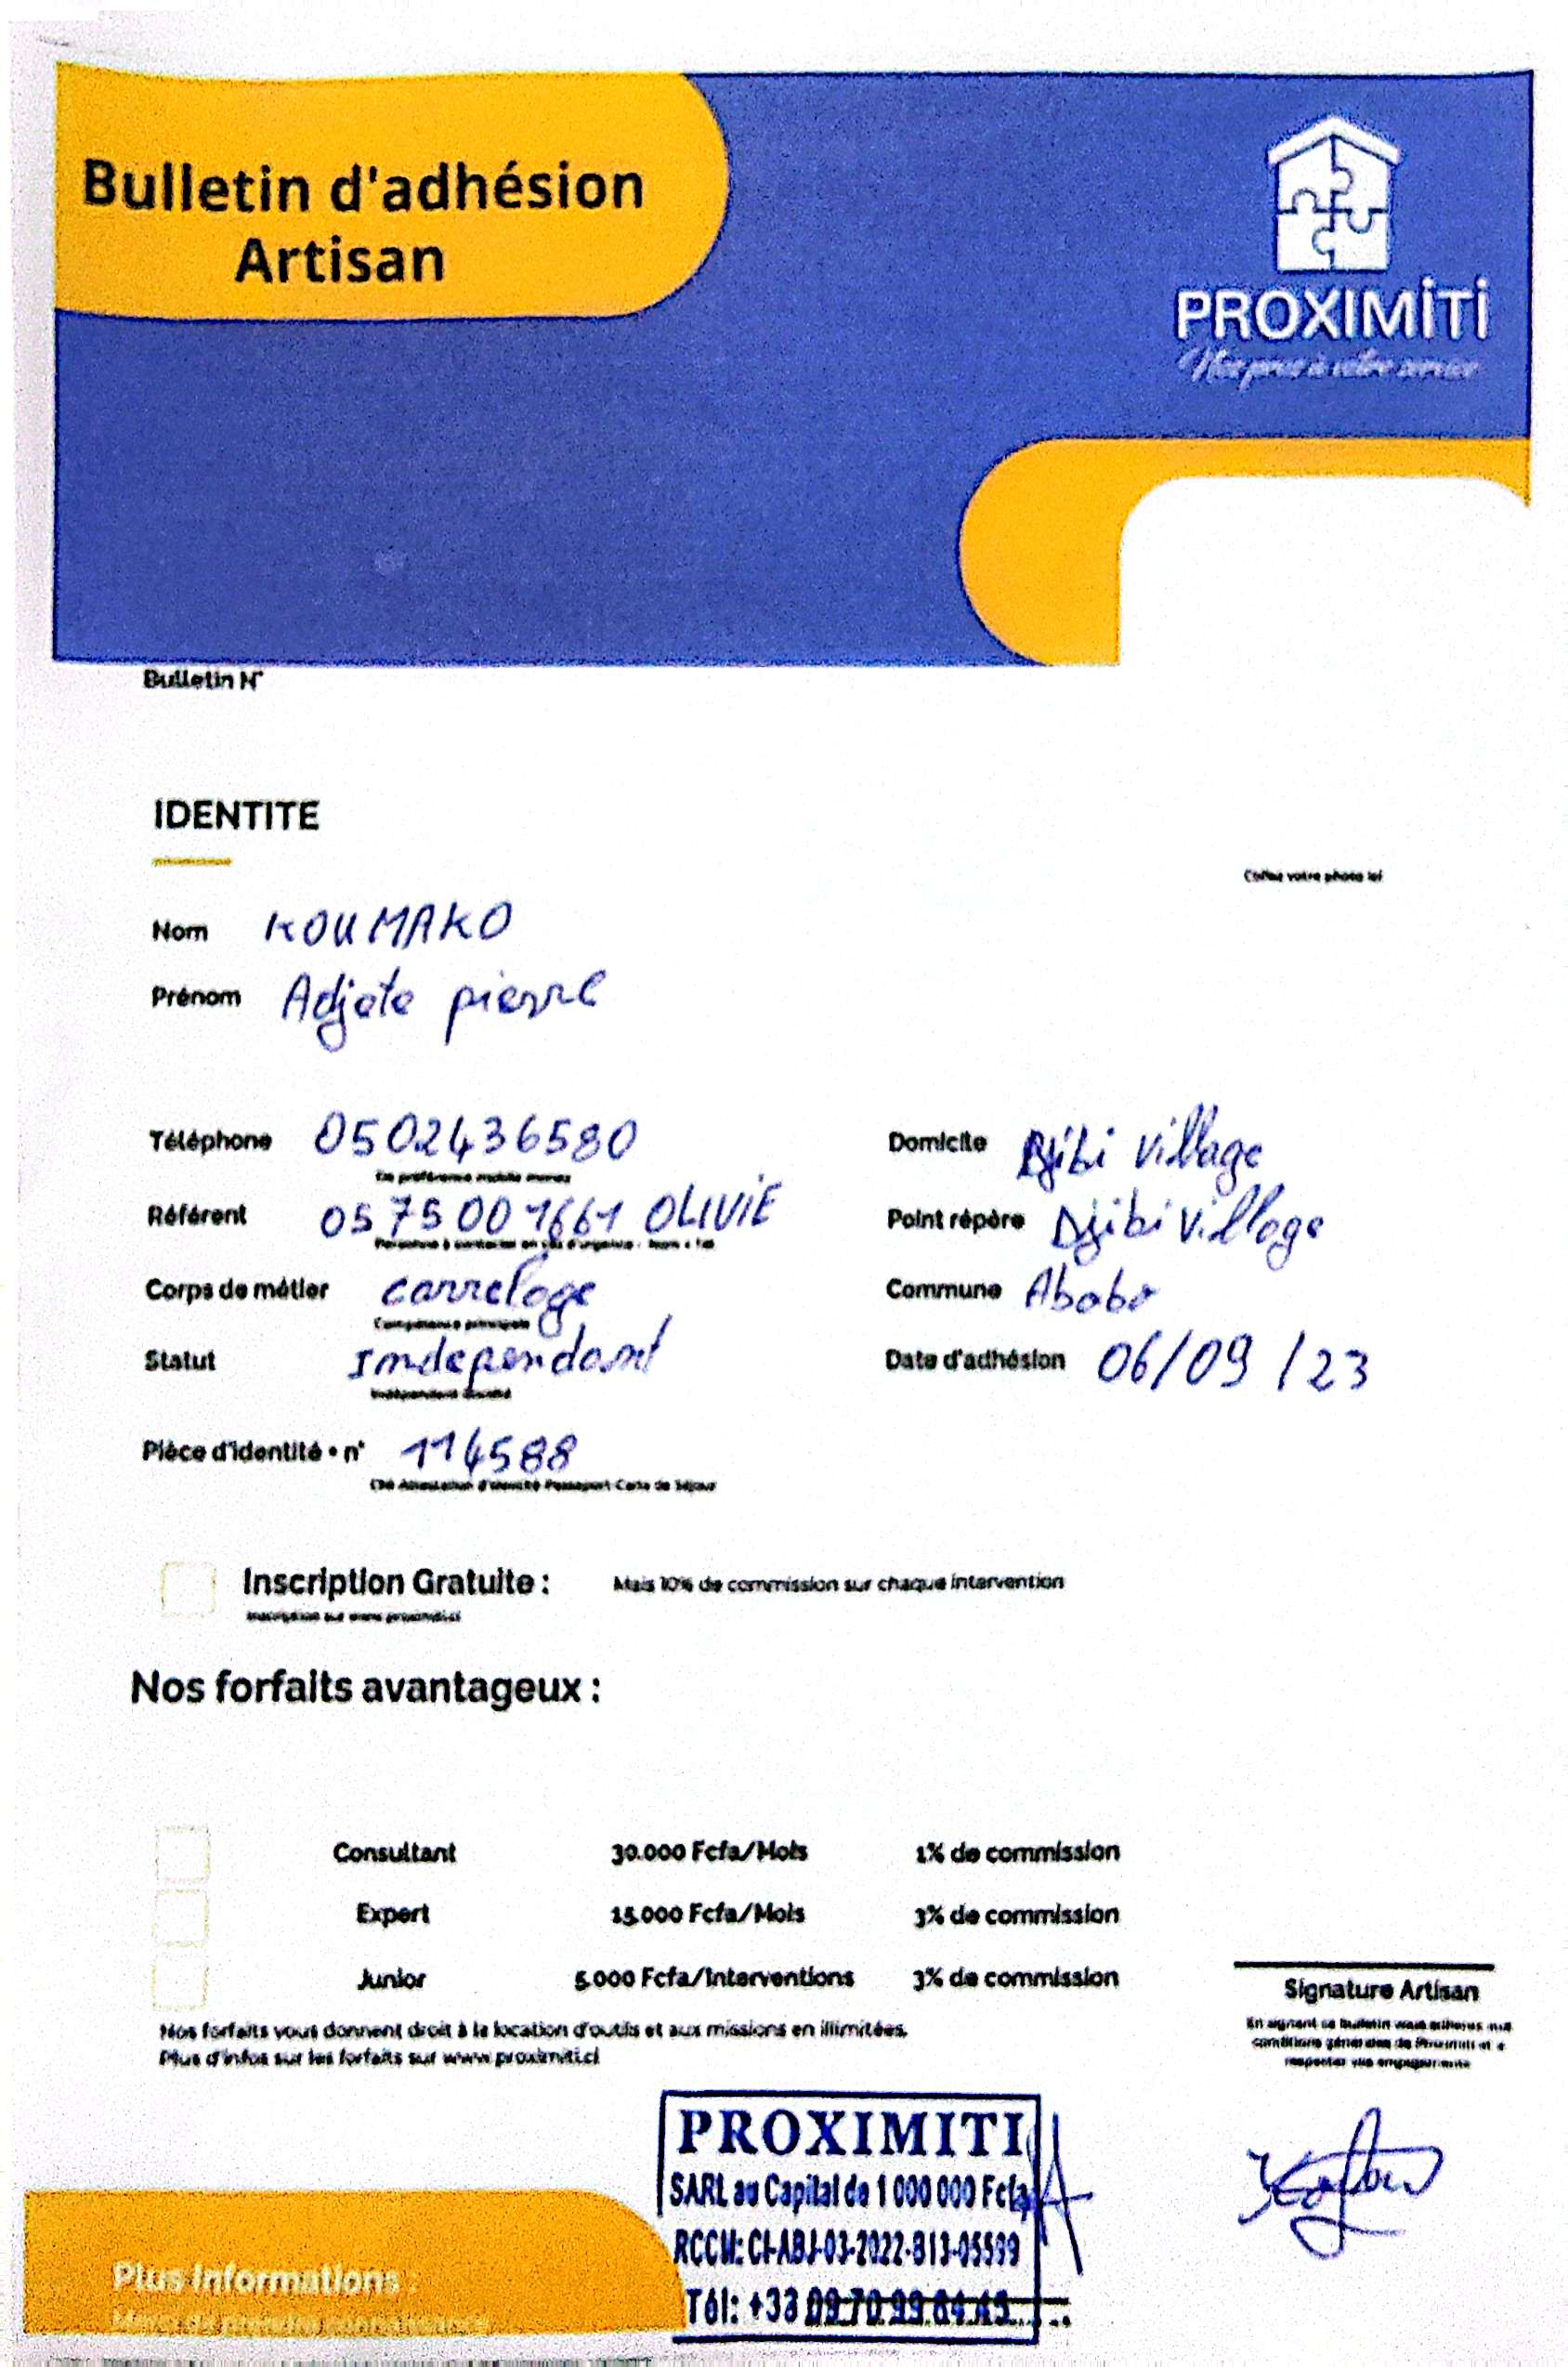 Bulletin d'adhésion
Artisan
PROXIMITI
Nos pros à votre service
Bulletin N°
IDENTITE
Collez votre photo ici
Nom KOUMAKO
Prénom Adjete pierre
Téléphone 0502436580
De préférence mobile money
Domicile Djibi Village
Référent 0575001661 OLIVIE
Personne à contacter en cas d'urgence - Nom + Tél
Point répère Djibi Village
Corps de métier carrelage
Compétence principale
Commune Abobo
Statut Independant
Date d'adhésion 06/09/23
Pièce d'identité • n° 114588
CNI-Attestation d'identité-Passeport-Carte de Séjour
Inscription Gratuite : Mais 10% de commission sur chaque intervention
Inscription sur www.proximiti.ci
Nos forfaits avantageux :
Consultant 30.000 Fcfa/Mois 1% de commission
Expert 15.000 Fcfa/Mois 3% de commission
Junior 5.000 Fcfa/Interventions 3% de commission
Nos forfaits vous donnent droit à la location d'outils et aux missions en illimitées.
Plus d'infos sur les forfaits sur www.proximiti.ci
Signature Artisan
En signant ce bulletin vous adhérez aux
conditions générales de Proximiti et à
respecter vos engagements
PROXIMITI
SARL au Capital de 1 000 000 Fcfa
RCCM: CI-ABJ-03-2022-B13-05599
Tél: +33 09 70 99 84 45
Plus Informations :